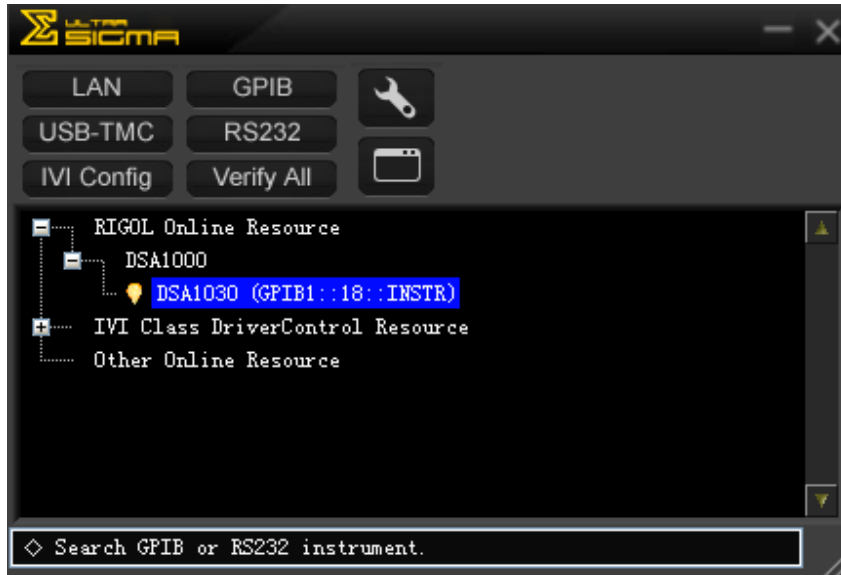 ULTRA
SIGMA
LAN GPIB
USB-TMC RS232
IVI Config Verify All
RIGOL Online Resource
DSA1000
DSA1030 (GPIB1::18::INSTR)
IVI Class DriverControl Resource
Other Online Resource
◇ Search GPIB or RS232 instrument.